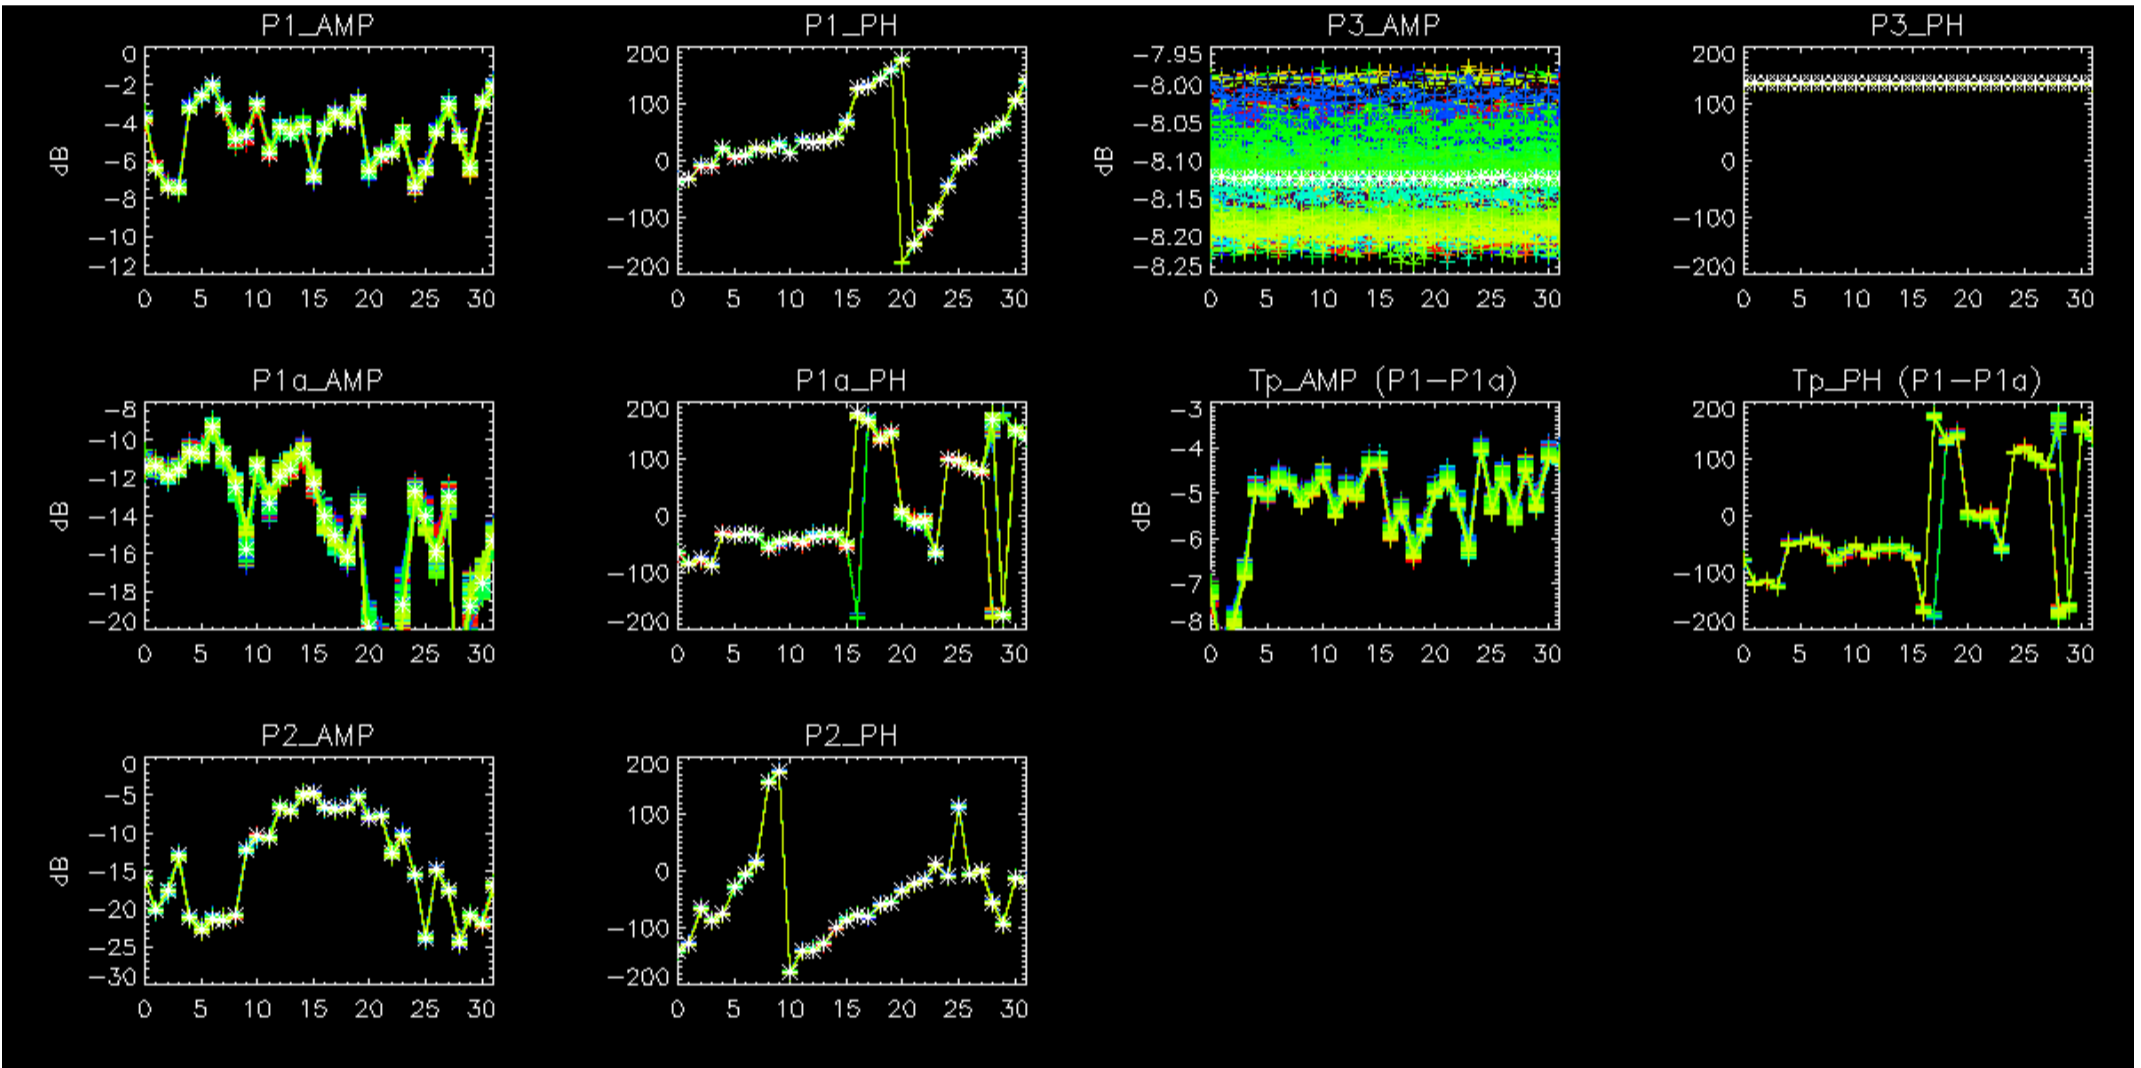 P1_AMP
0
−2
−4
−6
−8
−10
−12
dB
0 5 10 15 20 25 30
P1_PH
200
100
0
−100
−200
0 5 10 15 20 25 30
P3_AMP
−7.95
−8.00
−8.05
−8.10
−8.15
−8.20
−8.25
dB
0 5 10 15 20 25 30
P3_PH
200
100
0
−100
−200
0 5 10 15 20 25 30
P1a_AMP
−8
−10
−12
−14
−16
−18
−20
dB
0 5 10 15 20 25 30
P1a_PH
200
100
0
−100
−200
0 5 10 15 20 25 30
Tp_AMP (P1−P1a)
−3
−4
−5
−6
−7
−8
dB
0 5 10 15 20 25 30
Tp_PH (P1−P1a)
200
100
0
−100
−200
0 5 10 15 20 25 30
P2_AMP
0
−5
−10
−15
−20
−25
−30
dB
0 5 10 15 20 25 30
P2_PH
200
100
0
−100
−200
0 5 10 15 20 25 30